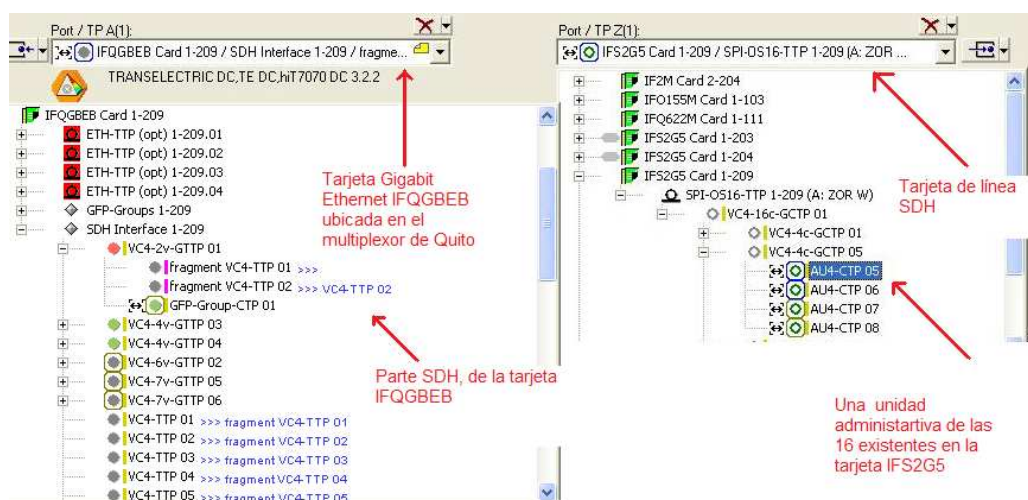 Port / TP A(1):
IFQGBEB Card 1-209 / SDH Interface 1-209 / fragme...
TRANSELECTRIC DC,TE DC,hiT7070 DC 3.2.2
IFQGBEB Card 1-209
ETH-TTP (opt) 1-209.01
ETH-TTP (opt) 1-209.02
ETH-TTP (opt) 1-209.03
ETH-TTP (opt) 1-209.04
GFP-Groups 1-209
SDH Interface 1-209
VC4-2v-GTTP 01
fragment VC4-TTP 01 >>>
fragment VC4-TTP 02 >>> VC4-TTP 02
GFP-Group-CTP 01
VC4-4v-GTTP 03
VC4-4v-GTTP 04
VC4-6v-GTTP 02
VC4-7v-GTTP 05
VC4-7v-GTTP 06
VC4-TTP 01 >>> fragment VC4-TTP 01
VC4-TTP 02 >>> fragment VC4-TTP 02
VC4-TTP 03 >>> fragment VC4-TTP 03
VC4-TTP 04 >>> fragment VC4-TTP 04
VC4-TTP 05 >>> fragment VC4-TTP 05
Tarjeta Gigabit
Ethernet IFQGBEB
ubicada en el
multiplexor de Quito
Parte SDH, de la tarjeta
IFQGBEB
Port / TP Z(1):
IFS2G5 Card 1-209 / SPI-OS16-TTP 1-209 (A: ZOR ...
IF2M Card 2-204
IFO155M Card 1-103
IFQ622M Card 1-111
IFS2G5 Card 1-203
IFS2G5 Card 1-204
IFS2G5 Card 1-209
SPI-OS16-TTP 1-209 (A: ZOR W)
VC4-16c-GCTP 01
VC4-4c-GCTP 01
VC4-4c-GCTP 05
AU4-CTP 05
AU4-CTP 06
AU4-CTP 07
AU4-CTP 08
Tarjeta de línea
SDH
Una unidad
administartiva de las
16 existentes en la
tarjeta IFS2G5